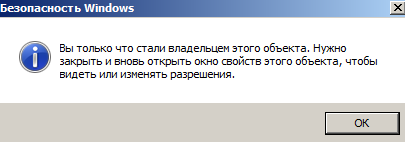 Безопасность Windows
Вы только что стали владельцем этого объекта. Нужно
закрыть и вновь открыть окно свойств этого объекта, чтобы
видеть или изменять разрешения.
ОК